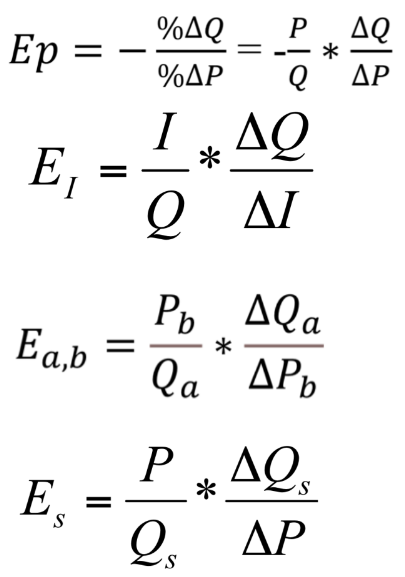 Ep = − %ΔQ/%ΔP = - P/Q * ΔQ/ΔP
E_I = I/Q * ΔQ/ΔI
E_a,b = P_b/Q_a * ΔQ_a/ΔP_b
E_s = P/Q_s * ΔQ_s/ΔP